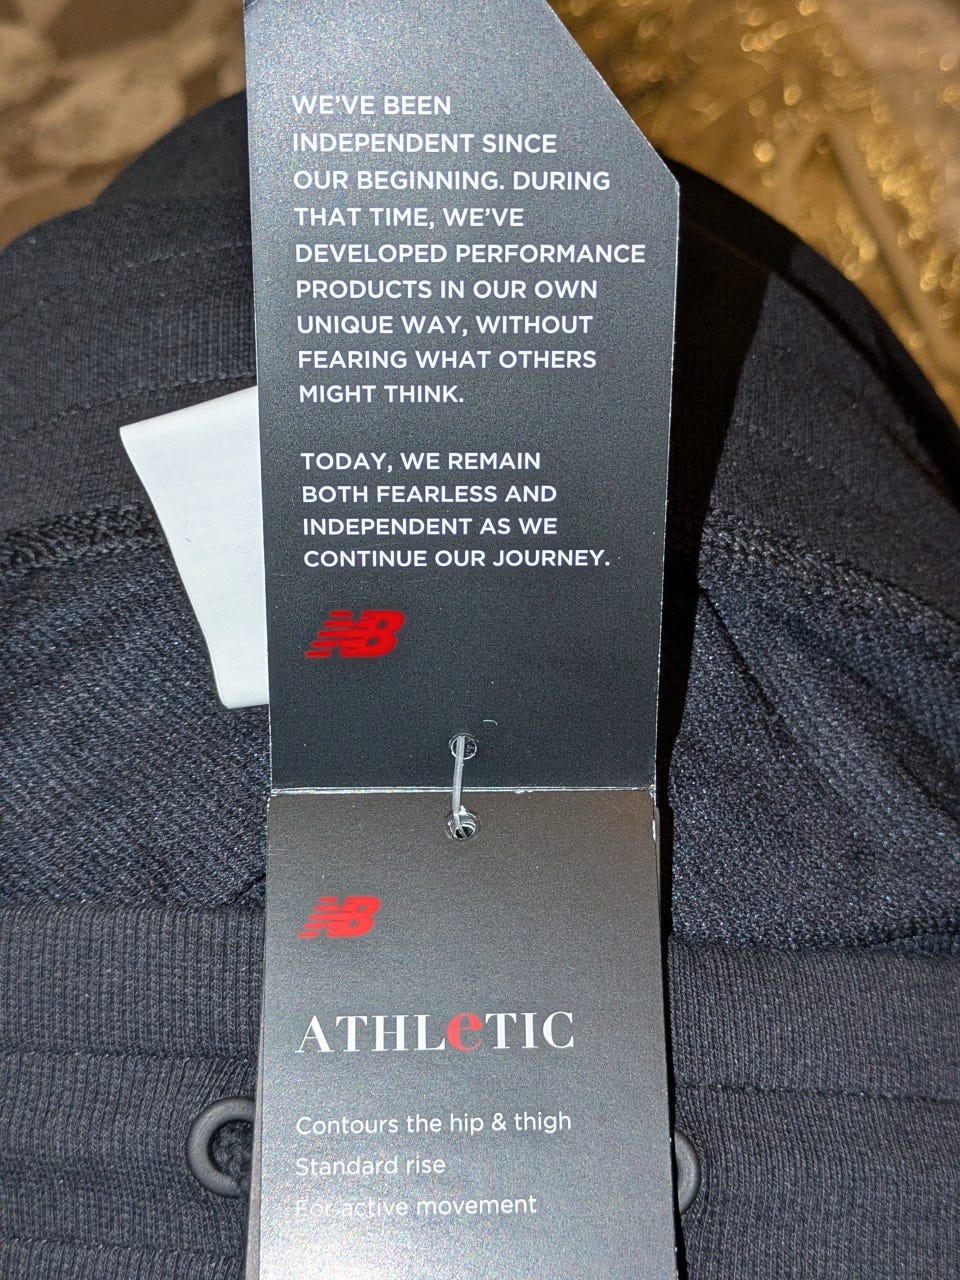 WE'VE BEEN
INDEPENDENT SINCE
OUR BEGINNING. DURING
THAT TIME, WE'VE
DEVELOPED PERFORMANCE
PRODUCTS IN OUR OWN
UNIQUE WAY, WITHOUT
FEARING WHAT OTHERS
MIGHT THINK.
TODAY, WE REMAIN
BOTH FEARLESS AND
INDEPENDENT AS WE
CONTINUE OUR JOURNEY.
NB
NB
ATHLeTIC
Contours the hip & thigh
Standard rise
For active movement